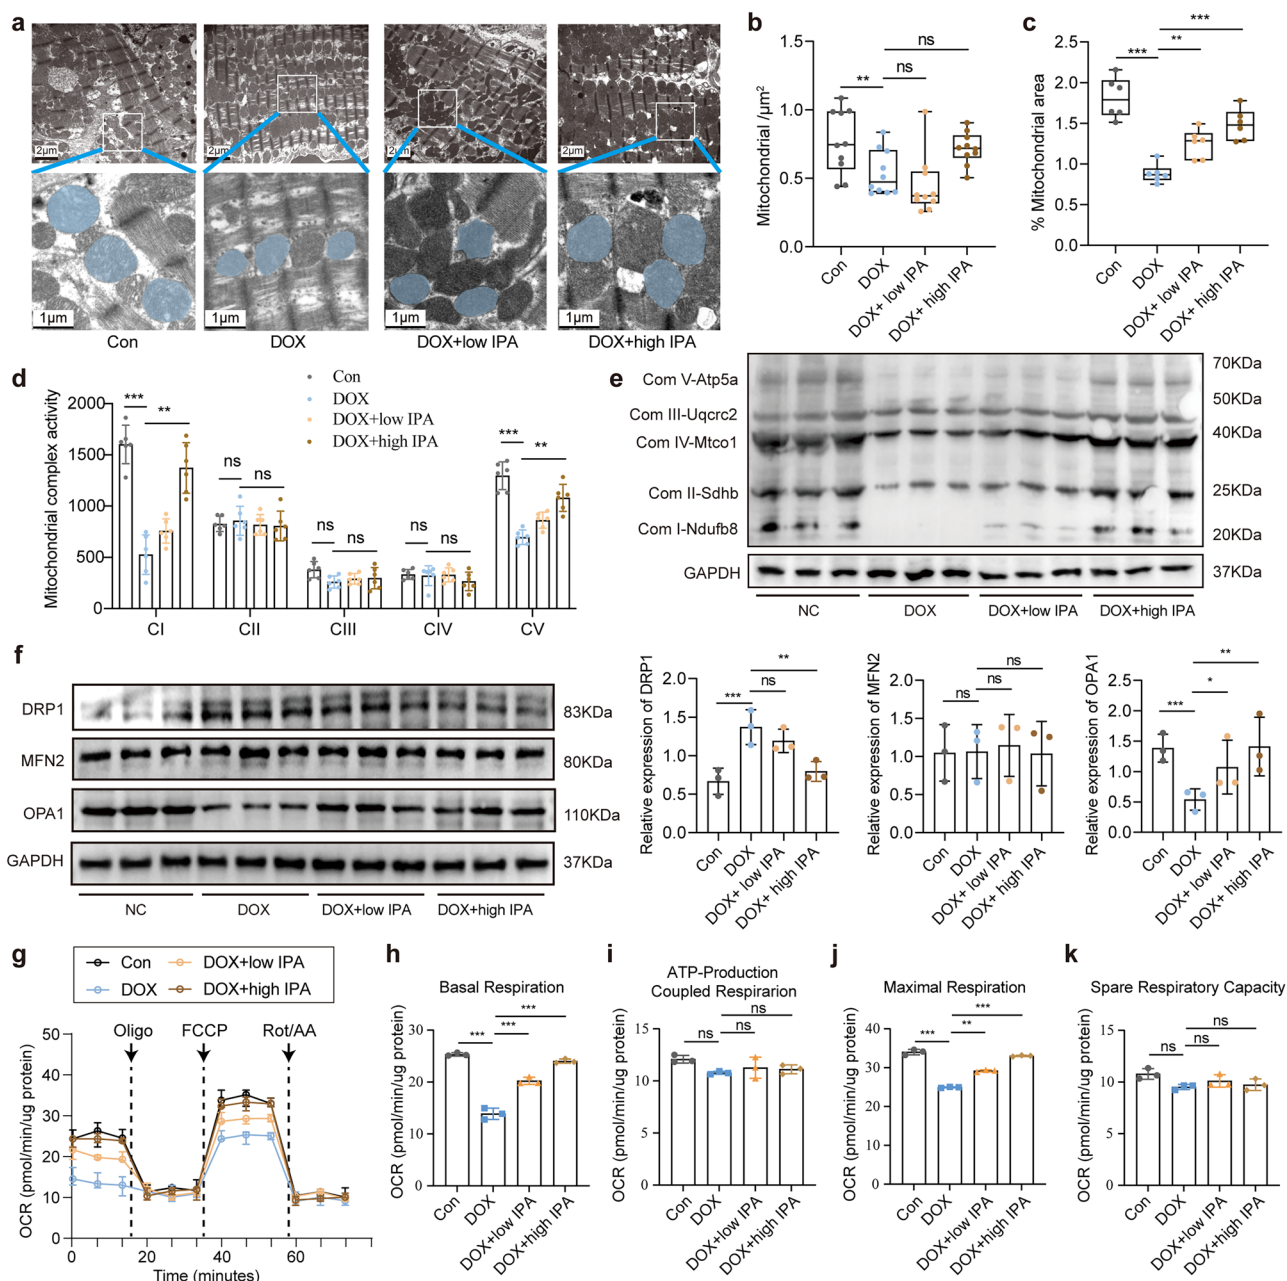 a
2μm
2μm
2μm
2μm
1μm
1μm
1μm
1μm
Con
DOX
DOX+low IPA
DOX+high IPA
b
Mitochondrial /μm²
1.5
1.0
0.5
0.0
**
ns
ns
Con
DOX
DOX+ low IPA
DOX+ high IPA
c
% Mitochondrial area
2.5
2.0
1.5
1.0
0.5
0.0
***
**
***
Con
DOX
DOX+ low IPA
DOX+ high IPA
d
Con
DOX
DOX+low IPA
DOX+high IPA
Mitochondrial complex activity
2000
1500
1000
500
0
*** **
ns ns
ns ns
ns ns
*** **
CI CII CIII CIV CV
e
Com V-Atp5a
Com III-Uqcrc2
Com IV-Mtco1
Com II-Sdhb
Com I-Ndufb8
GAPDH
70KDa
50KDa
40KDa
25KDa
20KDa
37KDa
NC DOX DOX+low IPA DOX+high IPA
f
DRP1 83KDa
MFN2 80KDa
OPA1 110KDa
GAPDH 37KDa
NC DOX DOX+low IPA DOX+high IPA
Relative expression of DRP1
2.0
1.5
1.0
0.5
0.0
***
ns
**
Con
DOX
DOX+ low IPA
DOX+ high IPA
Relative expression of MFN2
2.0
1.5
1.0
0.5
0.0
ns
ns
ns
Con
DOX
DOX+ low IPA
DOX+ high IPA
Relative expression of OPA1
2.5
2.0
1.5
1.0
0.5
0.0
***
*
**
Con
DOX
DOX+ low IPA
DOX+ high IPA
g
Con DOX+low IPA
DOX DOX+high IPA
Oligo FCCP Rot/AA
OCR (pmol/min/ug protein)
50
40
30
20
10
0
0 20 40 60
Time (minutes)
h
Basal Respiration
OCR (pmol/min/ug protein)
30
20
10
0
***
***
***
Con
DOX
DOX+low IPA
DOX+high IPA
i
ATP-Production
Coupled Respirarion
OCR (pmol/min/ug protein)
15
10
5
0
ns
ns
ns
Con
DOX
DOX+low IPA
DOX+high IPA
j
Maximal Respiration
OCR (pmol/min/ug protein)
40
30
20
10
0
***
**
***
Con
DOX
DOX+low IPA
DOX+high IPA
k
Spare Respiratory Capacity
OCR (pmol/min/ug protein)
15
10
5
0
ns
ns
ns
Con
DOX
DOX+low IPA
DOX+high IPA